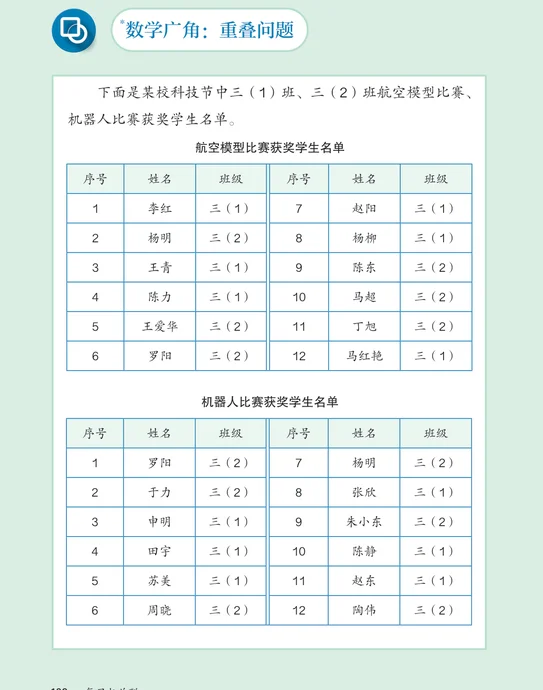 *数学广角：重叠问题
下面是某校科技节中三（1）班、三（2）班航空模型比赛、
机器人比赛获奖学生名单。
航空模型比赛获奖学生名单
序号 姓名 班级 序号 姓名 班级
1 李红 三（1） 7 赵阳 三（1）
2 杨明 三（2） 8 杨柳 三（1）
3 王青 三（1） 9 陈东 三（2）
4 陈力 三（1） 10 马超 三（2）
5 王爱华 三（2） 11 丁旭 三（2）
6 罗阳 三（2） 12 马红艳 三（1）
机器人比赛获奖学生名单
序号 姓名 班级 序号 姓名 班级
1 罗阳 三（2） 7 杨明 三（2）
2 于力 三（2） 8 张欣 三（1）
3 申明 三（1） 9 朱小东 三（2）
4 田宇 三（1） 10 陈静 三（1）
5 苏美 三（1） 11 赵东 三（1）
6 周晓 三（2） 12 陶伟 三（2）